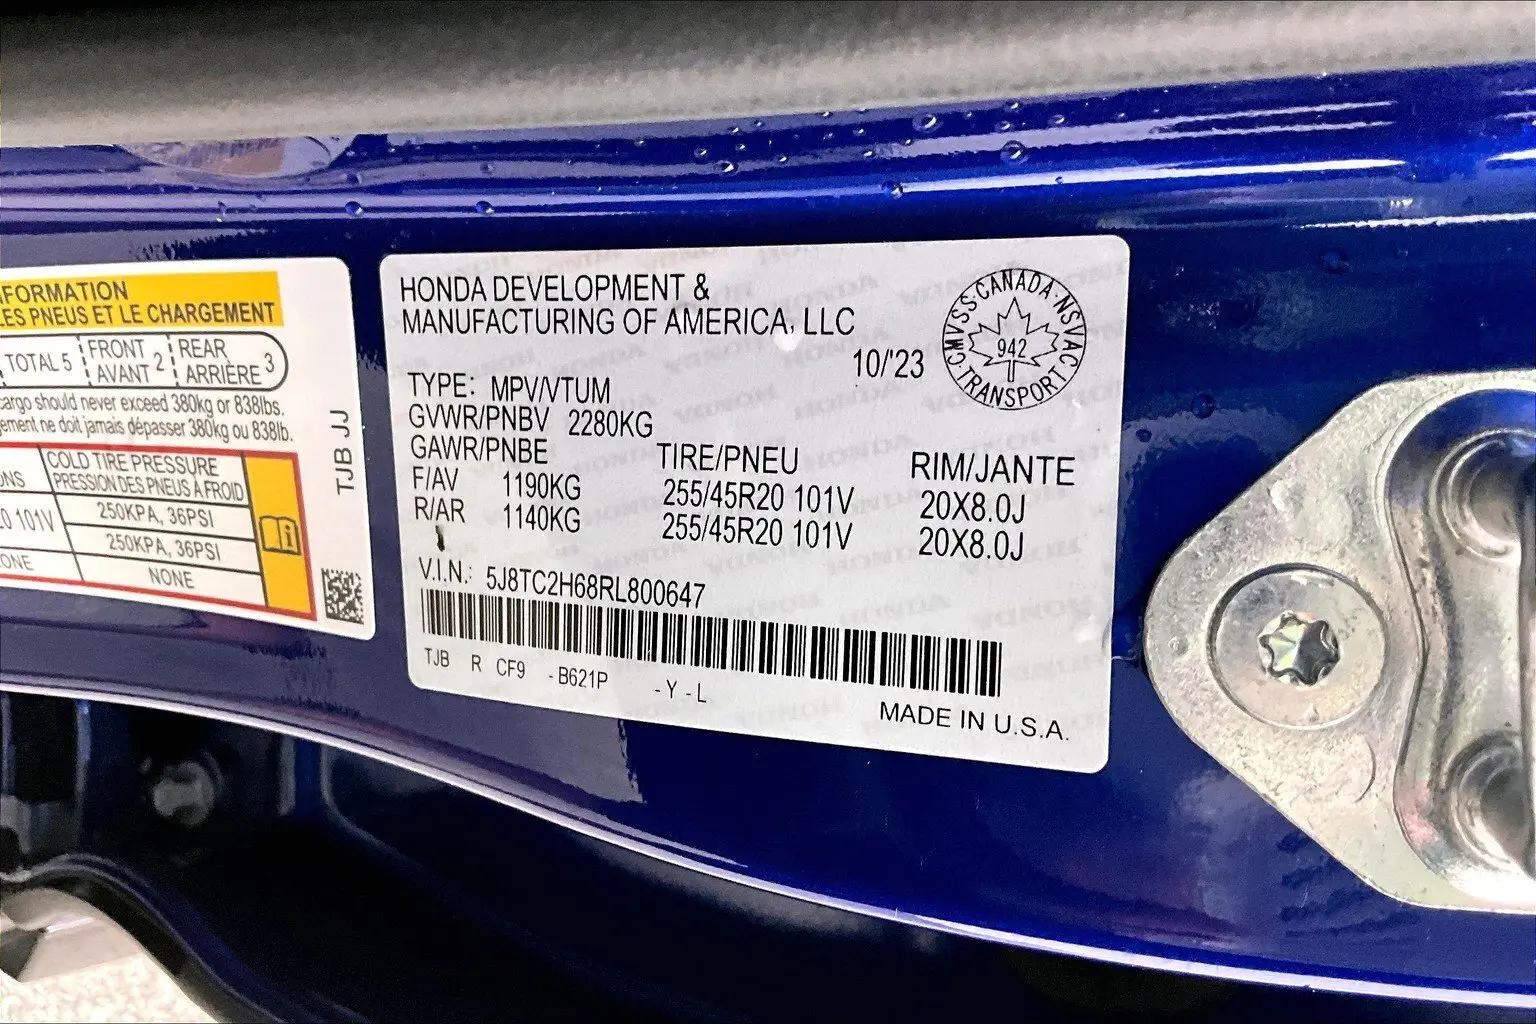 FORMATION
LES PNEUS ET LE CHARGEMENT
TOTAL 5 FRONT AVANT 2 REAR ARRIÈRE 3
cargo should never exceed 380kg or 838lbs.
ne doit jamais dépasser 380kg ou 838lb.
COLD TIRE PRESSURE
PRESSION DES PNEUS À FROID
250KPA, 36PSI
101V
250KPA, 36PSI
NONE
TJB JJ
HONDA DEVELOPMENT &
MANUFACTURING OF AMERICA, LLC
10/'23
CMVSS·CANADA·NSVAC
942
·TRANSPORT·
TYPE: MPV/VTUM
GVWR/PNBV 2280KG
GAWR/PNBE TIRE/PNEU RIM/JANTE
F/AV 1190KG 255/45R20 101V 20X8.0J
R/AR 1140KG 255/45R20 101V 20X8.0J
V.I.N.: 5J8TC2H68RL800647
TJB R CF9 -B621P -Y-L
MADE IN U.S.A.